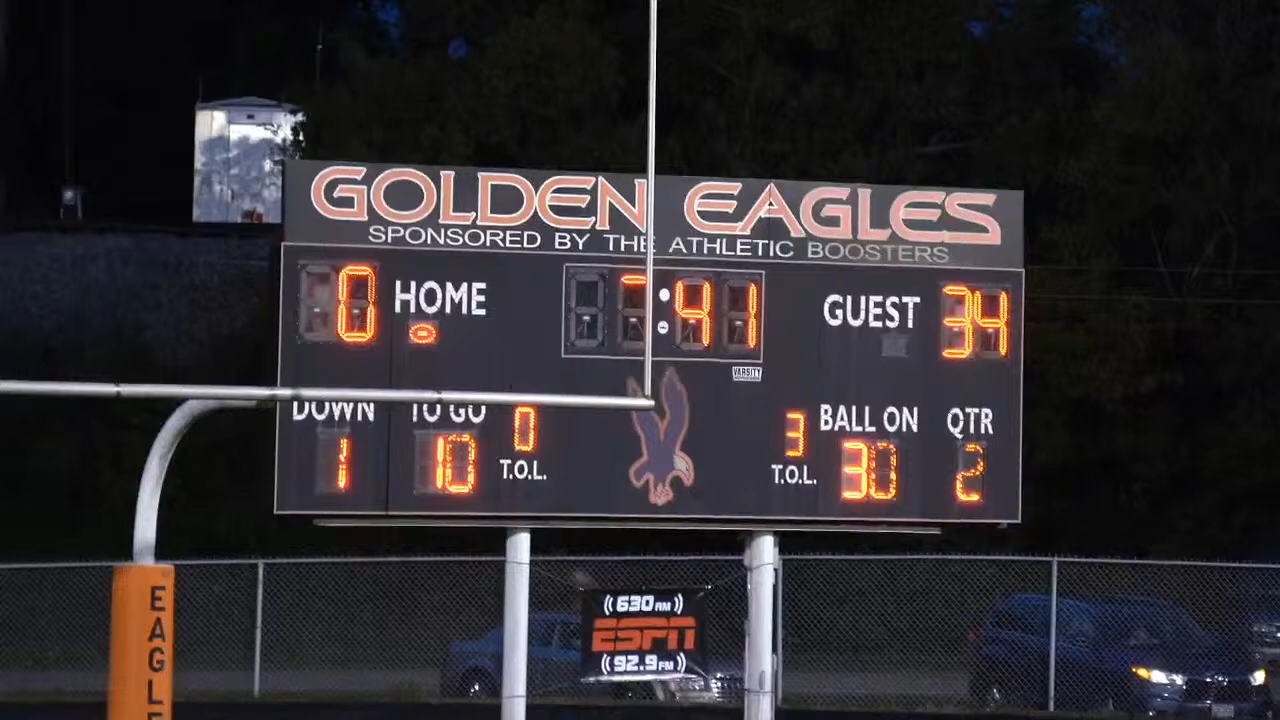 GOLDEN EAGLES
SPONSORED BY THE ATHLETIC BOOSTERS
0 HOME :41 GUEST 34
VARSITY
DOWN TO GO 0 3 BALL ON QTR
1 10 T.O.L. T.O.L. 30 2
EAGLE
630 AM
ESPN
92.9 FM